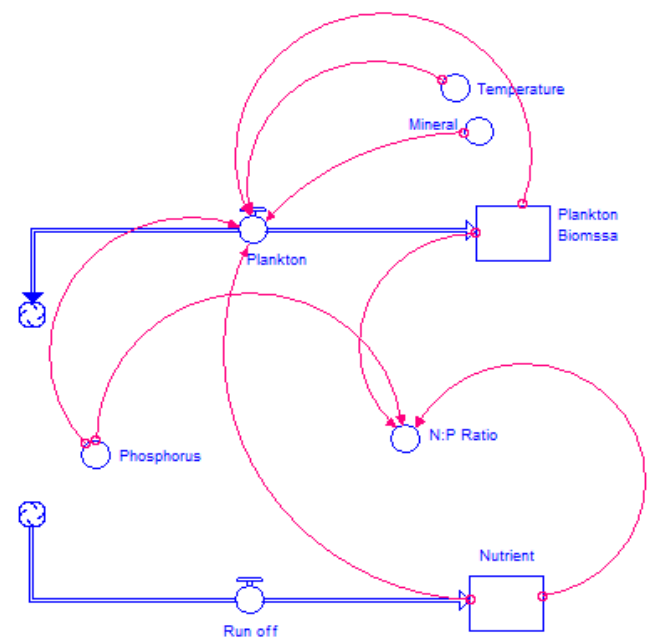 Temperature
Mineral
Plankton
Biomssa
Plankton
N:P Ratio
Phosphorus
Nutrient
Run off